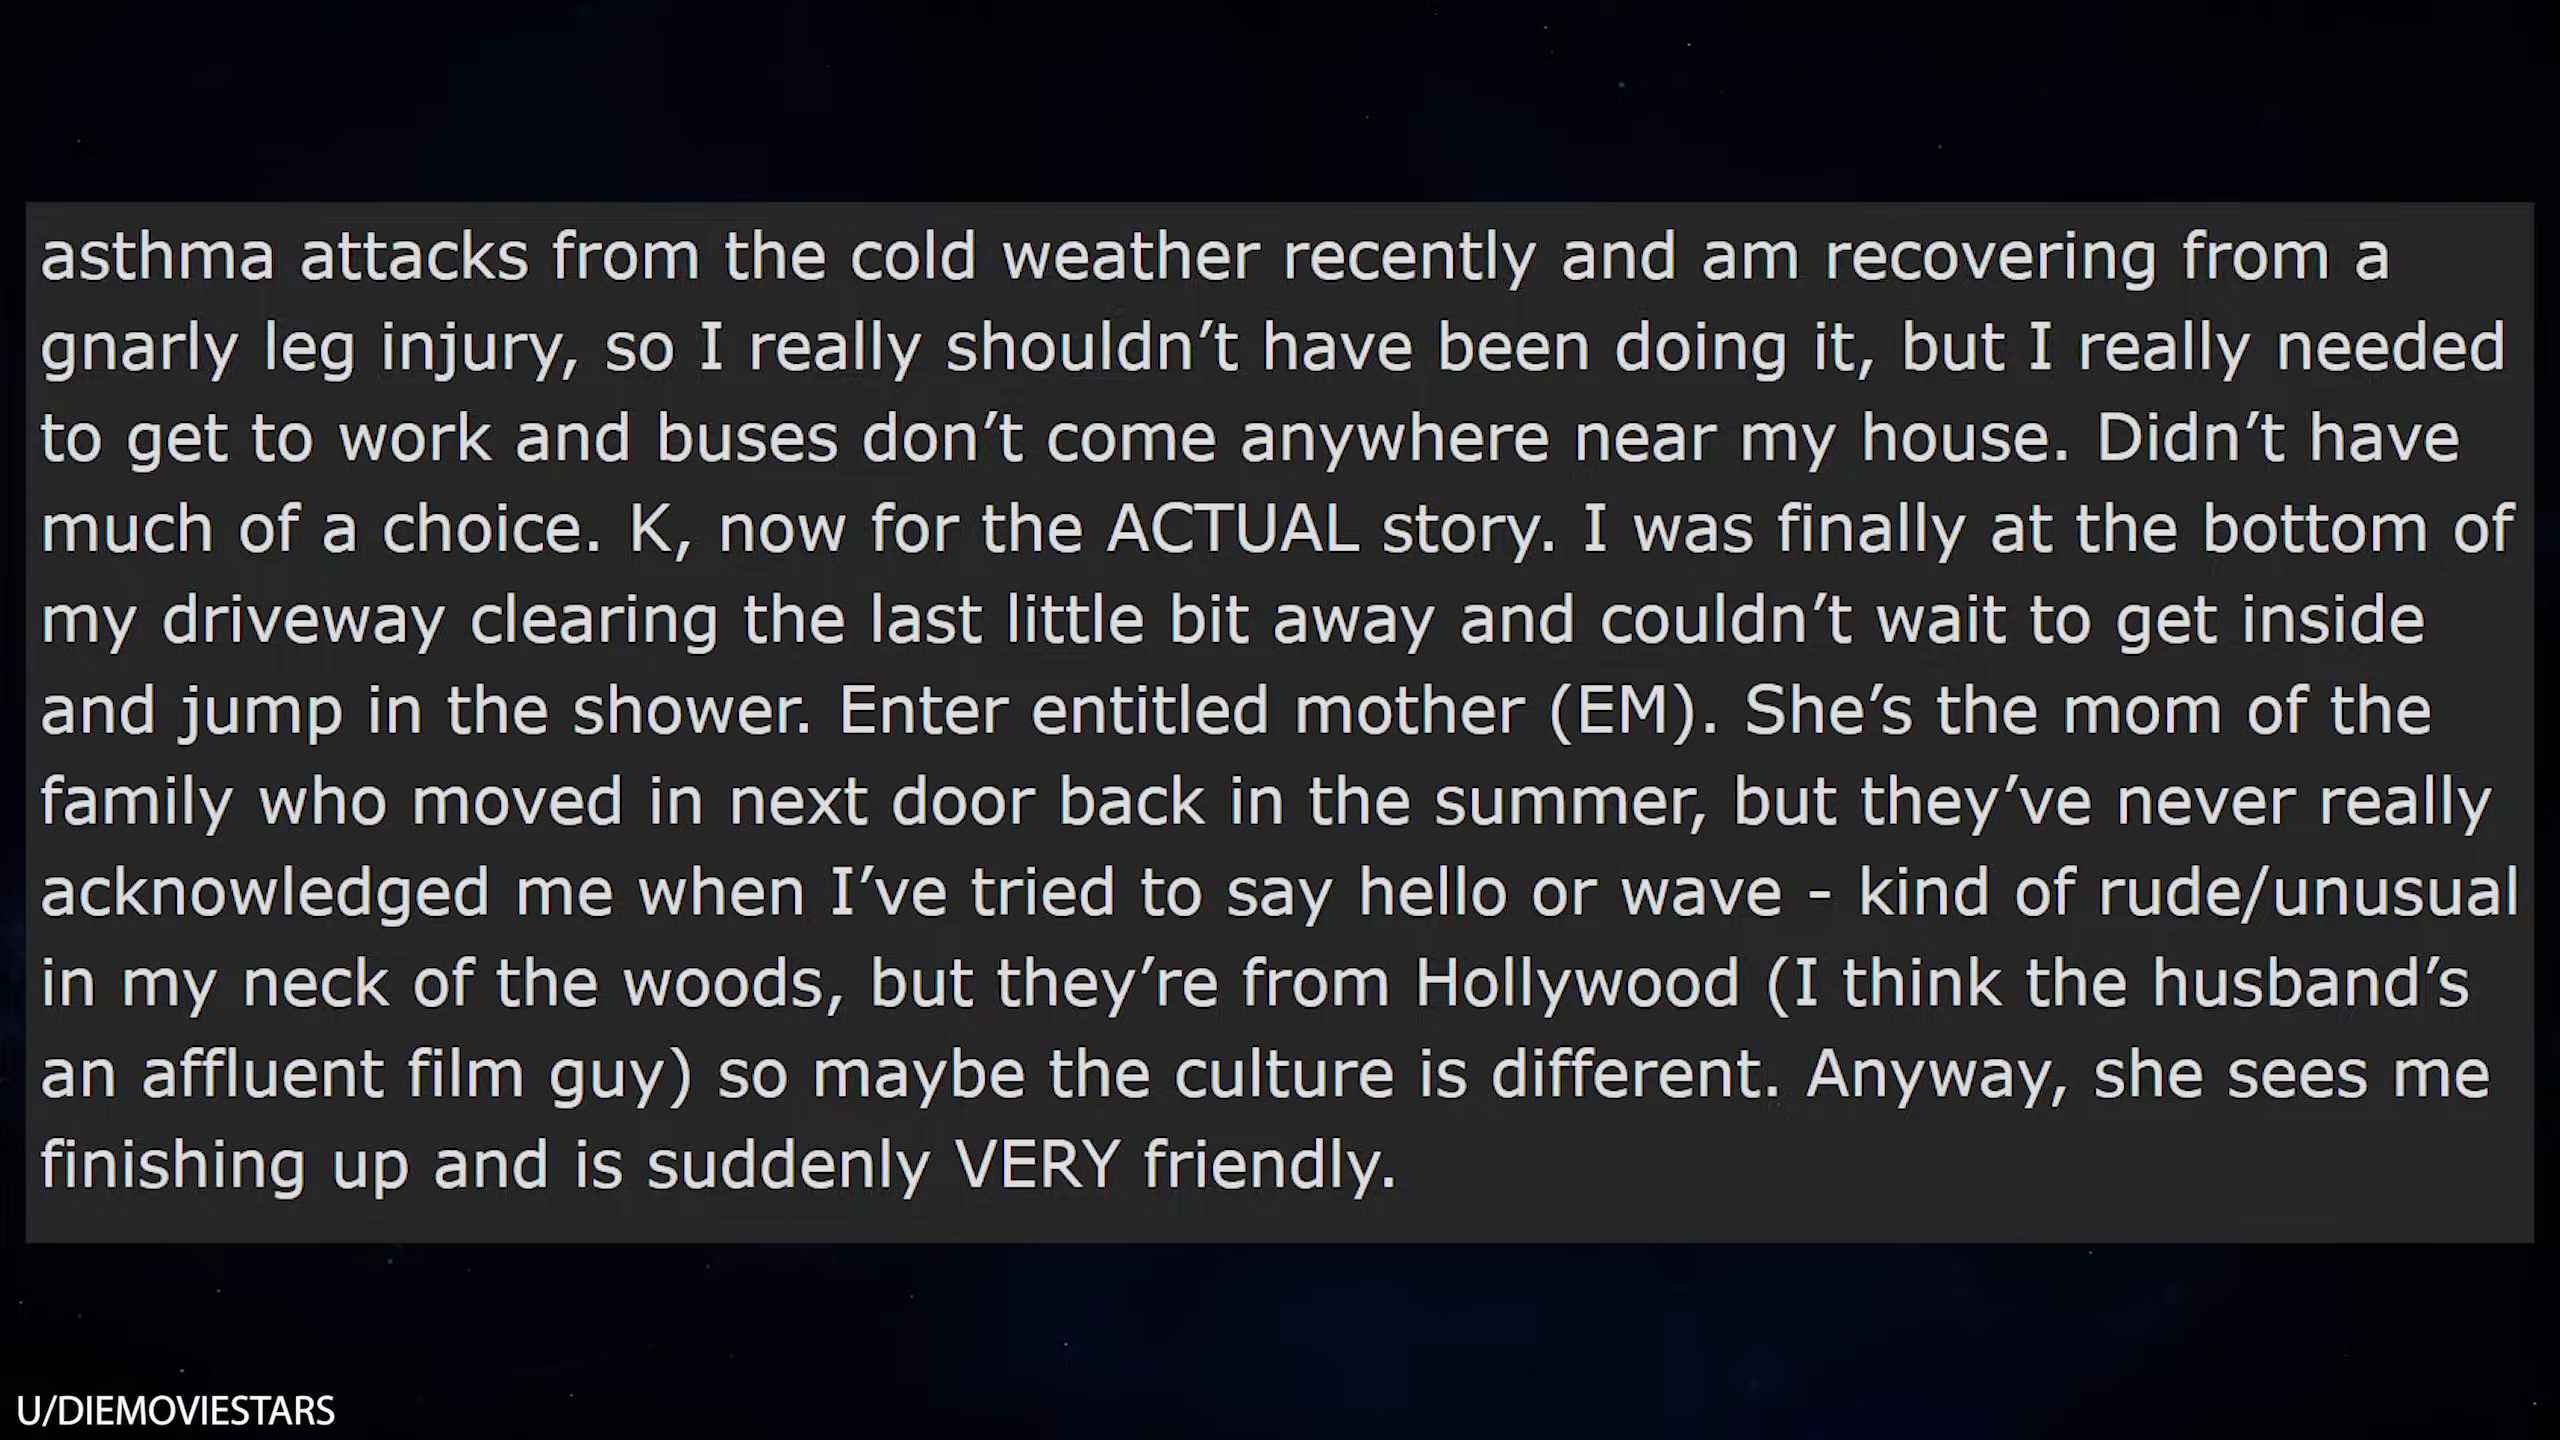 asthma attacks from the cold weather recently and am recovering from a
gnarly leg injury, so I really shouldn’t have been doing it, but I really needed
to get to work and buses don’t come anywhere near my house. Didn’t have
much of a choice. K, now for the ACTUAL story. I was finally at the bottom of
my driveway clearing the last little bit away and couldn’t wait to get inside
and jump in the shower. Enter entitled mother (EM). She’s the mom of the
family who moved in next door back in the summer, but they’ve never really
acknowledged me when I’ve tried to say hello or wave - kind of rude/unusual
in my neck of the woods, but they’re from Hollywood (I think the husband’s
an affluent film guy) so maybe the culture is different. Anyway, she sees me
finishing up and is suddenly VERY friendly.
U/DIEMOVIESTARS